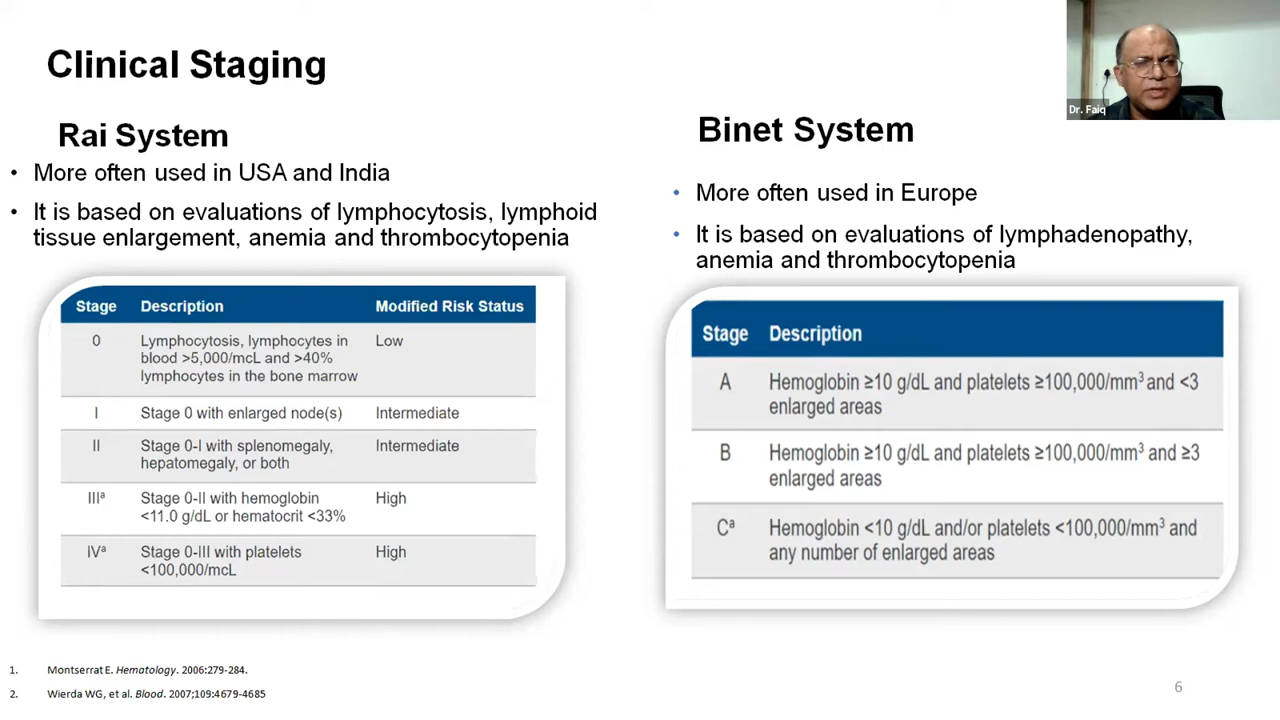 Clinical Staging
Dr. Faiq
Rai System
• More often used in USA and India
• It is based on evaluations of lymphocytosis, lymphoid
tissue enlargement, anemia and thrombocytopenia
Stage Description Modified Risk Status
0 Lymphocytosis, lymphocytes in Low
blood >5,000/mcL and >40%
lymphocytes in the bone marrow
I Stage 0 with enlarged node(s) Intermediate
II Stage 0-I with splenomegaly, Intermediate
hepatomegaly, or both
IIIª Stage 0-II with hemoglobin High
<11.0 g/dL or hematocrit <33%
IVª Stage 0-III with platelets High
<100,000/mcL
Binet System
• More often used in Europe
• It is based on evaluations of lymphadenopathy,
anemia and thrombocytopenia
Stage Description
A Hemoglobin ≥10 g/dL and platelets ≥100,000/mm³ and <3
enlarged areas
B Hemoglobin ≥10 g/dL and platelets ≥100,000/mm³ and ≥3
enlarged areas
Cª Hemoglobin <10 g/dL and/or platelets <100,000/mm³ and
any number of enlarged areas
1. Montserrat E. Hematology. 2006:279-284.
2. Wierda WG, et al. Blood. 2007;109:4679-4685
6